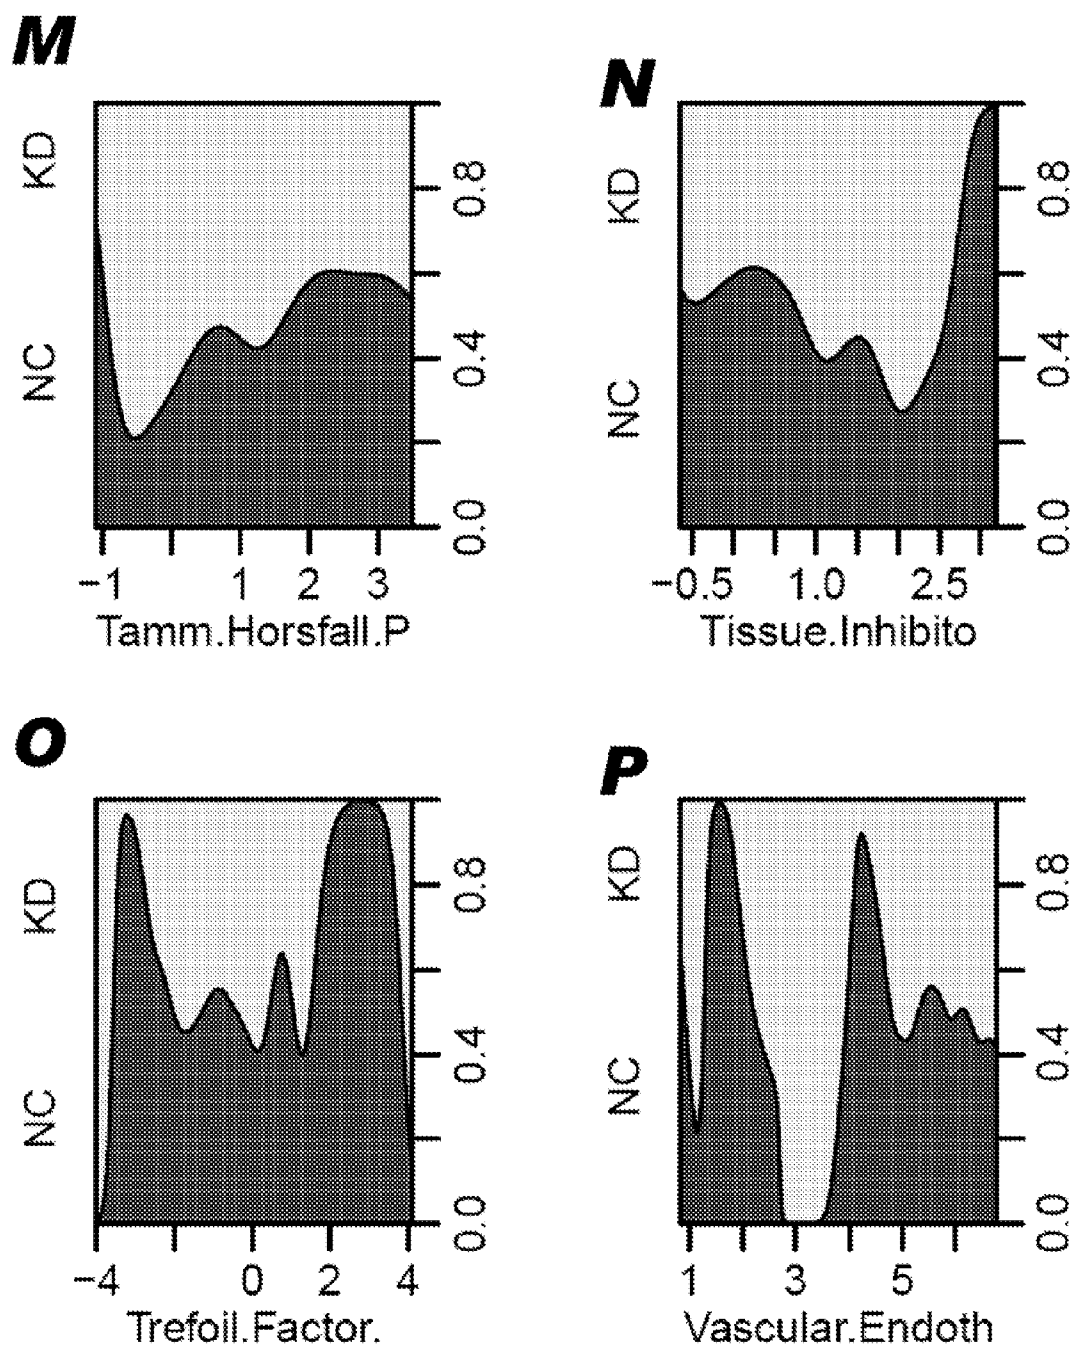 M
KD
NC
0.8
0.4
0.0
−1 1 2 3
Tamm.Horsfall.P
N
KD
NC
0.8
0.4
0.0
−0.5 1.0 2.5
Tissue.Inhibito
O
KD
NC
0.8
0.4
0.0
−4 0 2 4
Trefoil.Factor.
P
KD
NC
0.8
0.4
0.0
1 3 5
Vascular.Endoth